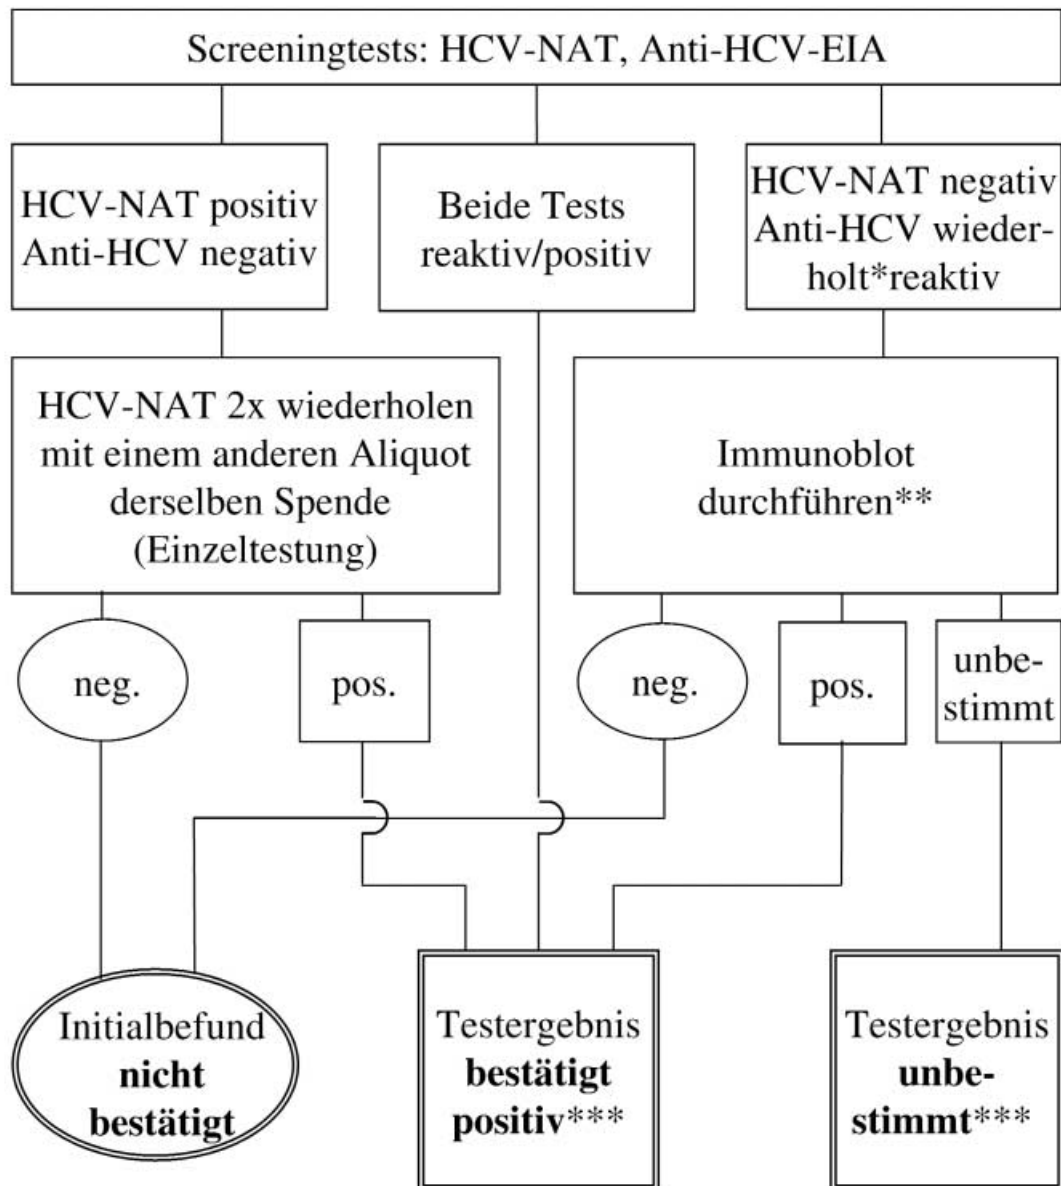 Screeningtests: HCV-NAT, Anti-HCV-EIA
HCV-NAT positiv
Anti-HCV negativ
Beide Tests
reaktiv/positiv
HCV-NAT negativ
Anti-HCV wieder-
holt*reaktiv
HCV-NAT 2x wiederholen
mit einem anderen Aliquot
derselben Spende
(Einzeltestung)
Immunoblot
durchführen**
neg.
pos.
neg.
pos.
unbe-
stimmt
Initialbefund
nicht
bestätigt
Testergebnis
bestätigt
positiv***
Testergebnis
unbe-
stimmt***